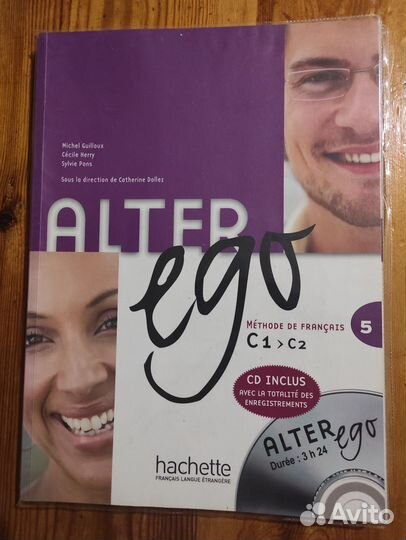 Michel Guilloux
Cécile Herry
Sylvie Pons
Sous la direction de Catherine Dollez
ALTER
ego
MÉTHODE DE FRANÇAIS 5
C1 > C2
CD INCLUS
AVEC LA TOTALITÉ DES
ENREGISTREMENTS
ALTER ego
Durée : 3 h 24
hachette
FRANÇAIS LANGUE ÉTRANGÈRE
Avito